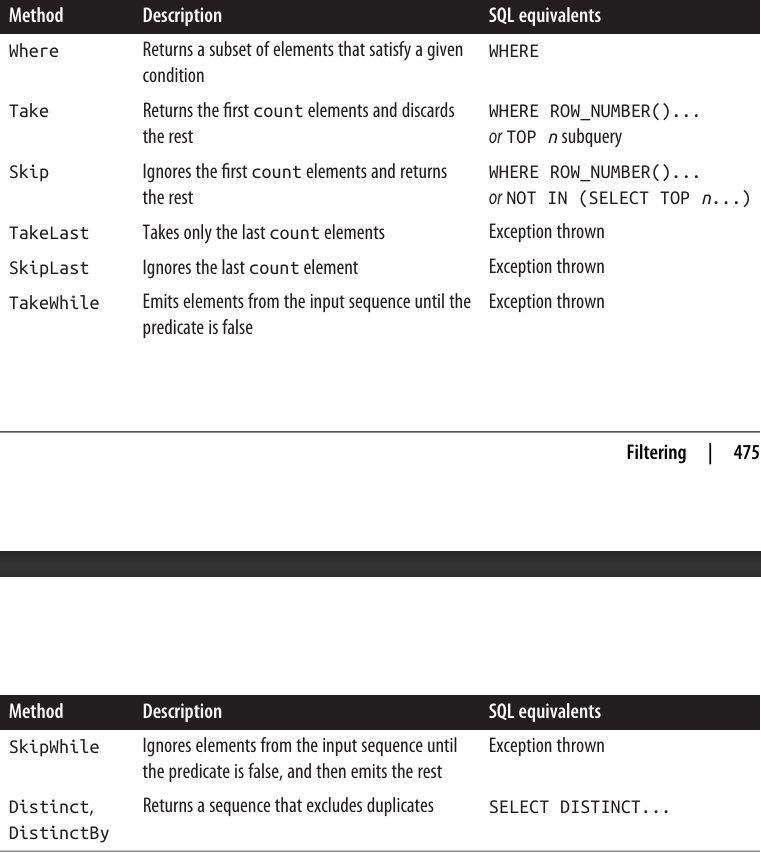 Method Description SQL equivalents
Where Returns a subset of elements that satisfy a given WHERE
condition
Take Returns the first count elements and discards WHERE ROW_NUMBER()...
the rest or TOP n subquery
Skip Ignores the first count elements and returns WHERE ROW_NUMBER()...
the rest or NOT IN (SELECT TOP n...)
TakeLast Takes only the last count elements Exception thrown
SkipLast Ignores the last count element Exception thrown
TakeWhile Emits elements from the input sequence until the Exception thrown
predicate is false
Filtering | 475
Method Description SQL equivalents
SkipWhile Ignores elements from the input sequence until Exception thrown
the predicate is false, and then emits the rest
Distinct, Returns a sequence that excludes duplicates SELECT DISTINCT...
DistinctBy